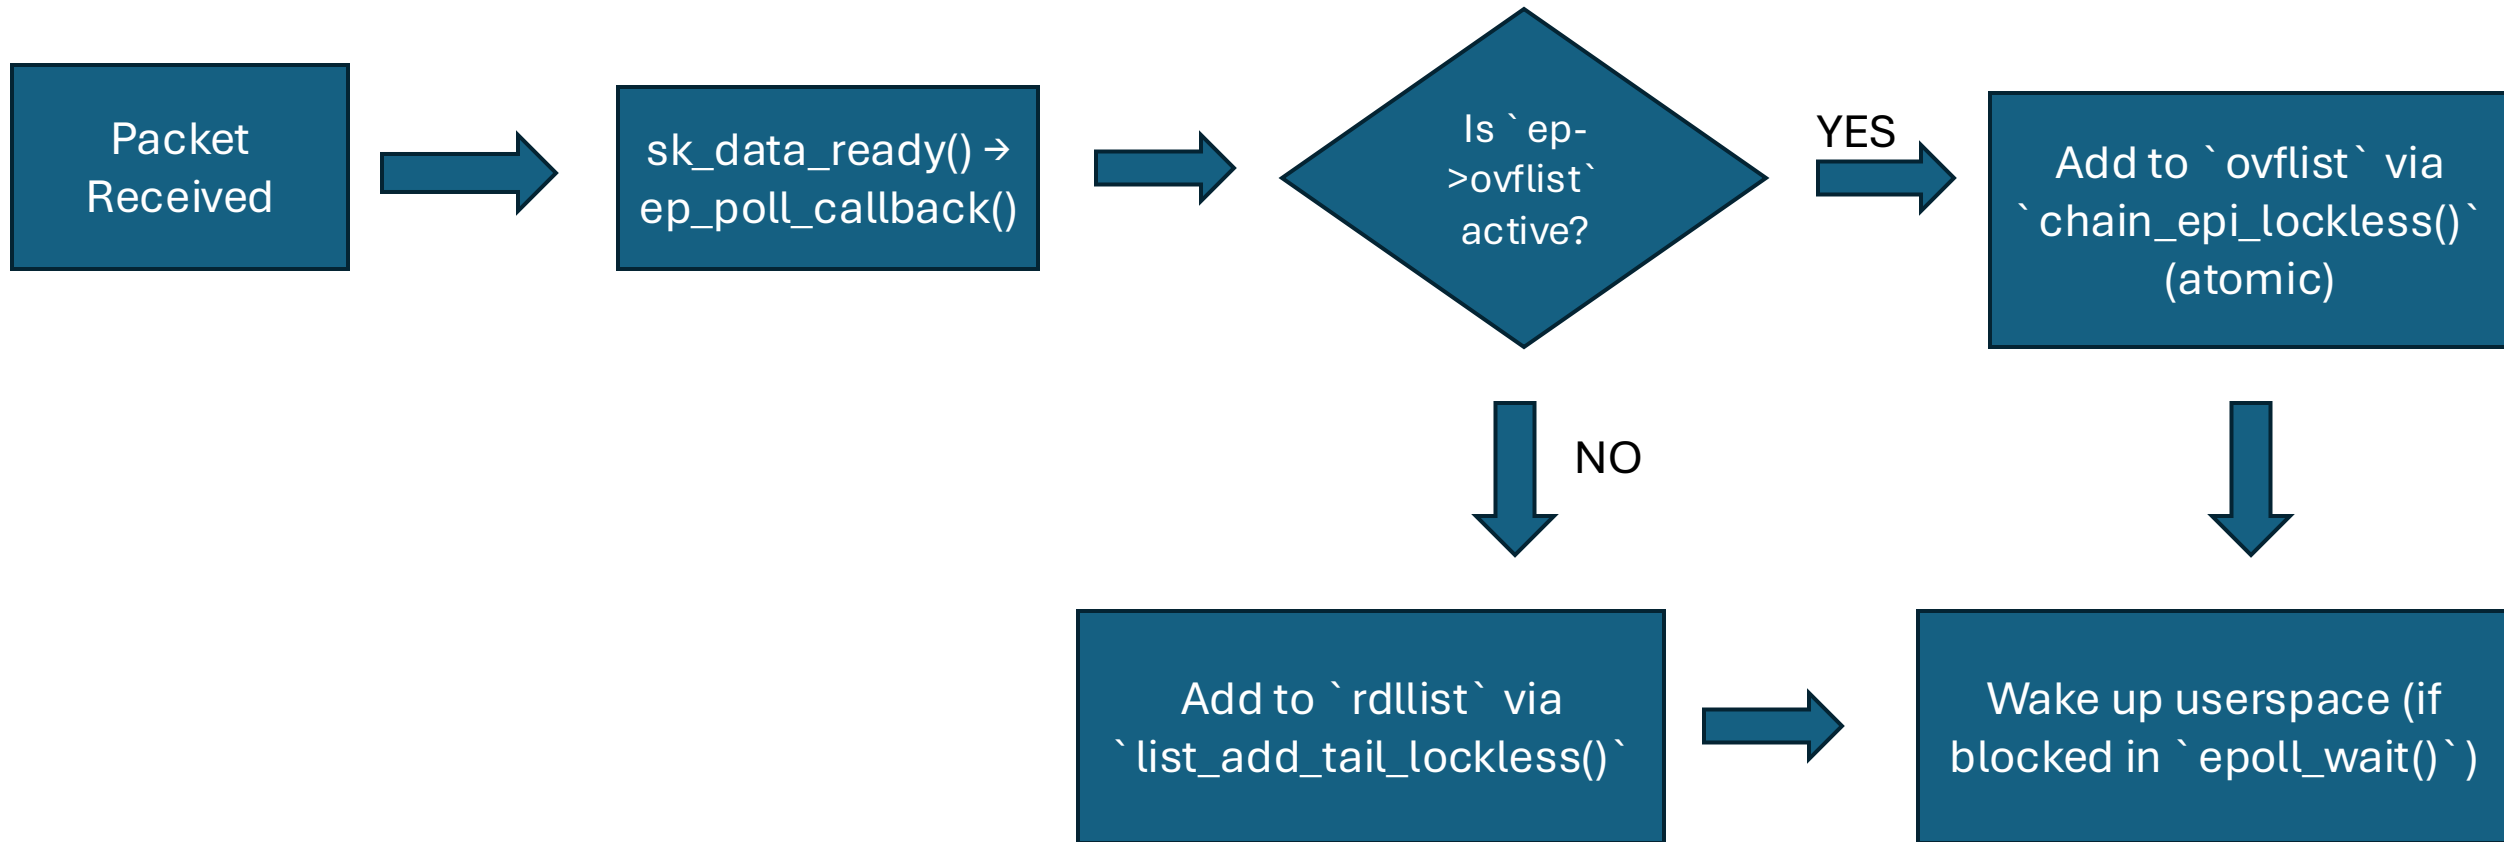 Packet
Received
sk_data_ready() →
ep_poll_callback()
Is `ep-
>ovflist`
active?
YES
Add to `ovflist` via
`chain_epi_lockless()`
(atomic)
NO
Add to `rdllist` via
`list_add_tail_lockless()`
Wake up userspace (if
blocked in `epoll_wait()`)